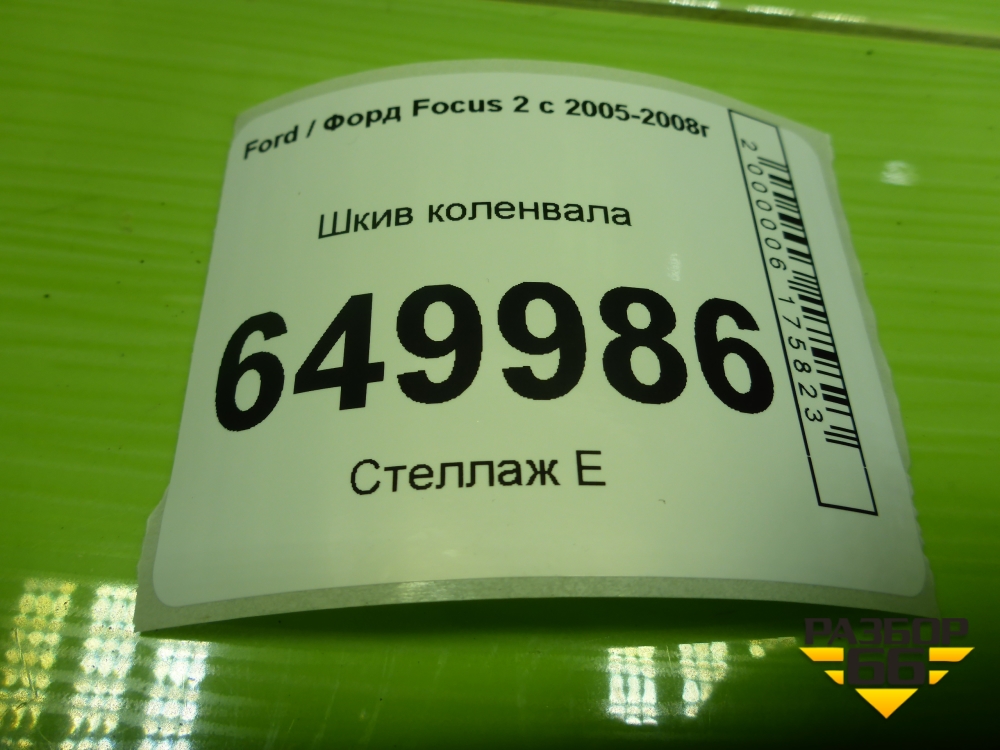 Ford / Форд Focus 2 с 2005-2008г
Шкив коленвала
649986
Стеллаж Е
2000006175823
РАЗБОР
66